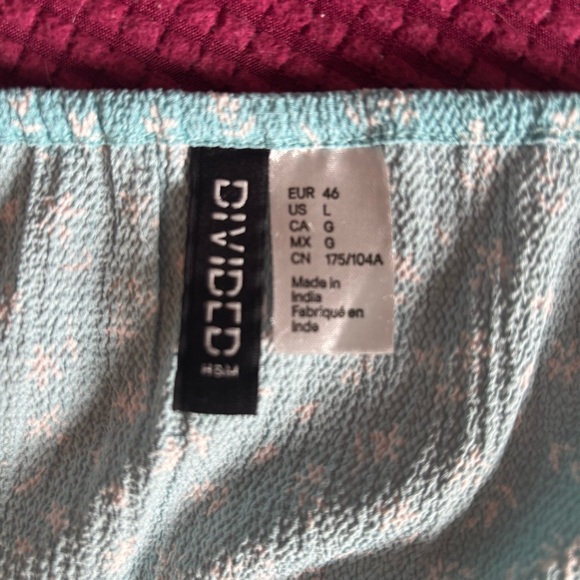 DIVIDED
H&M
EUR 46
US L
CA G
MX G
CN 175/104A
Made in
India
Fabriqué en
Inde